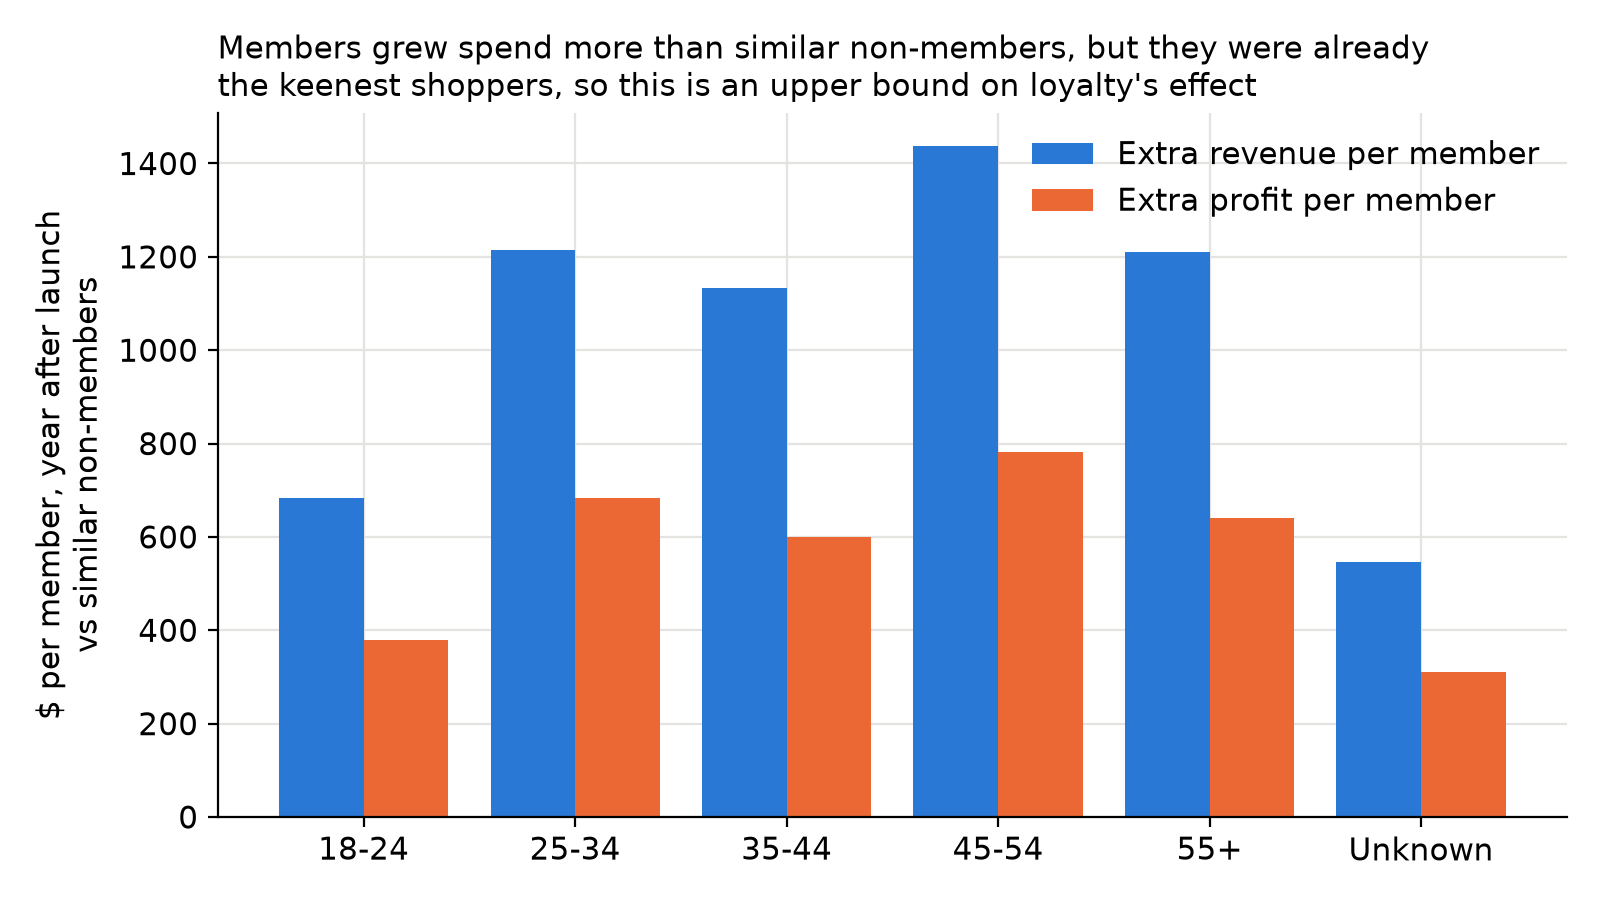 Members grew spend more than similar non-members, but they were already
the keenest shoppers, so this is an upper bound on loyalty's effect
Extra revenue per member
Extra profit per member
$ per member, year after launch
vs similar non-members
1400
1200
1000
800
600
400
200
0
18-24
25-34
35-44
45-54
55+
Unknown